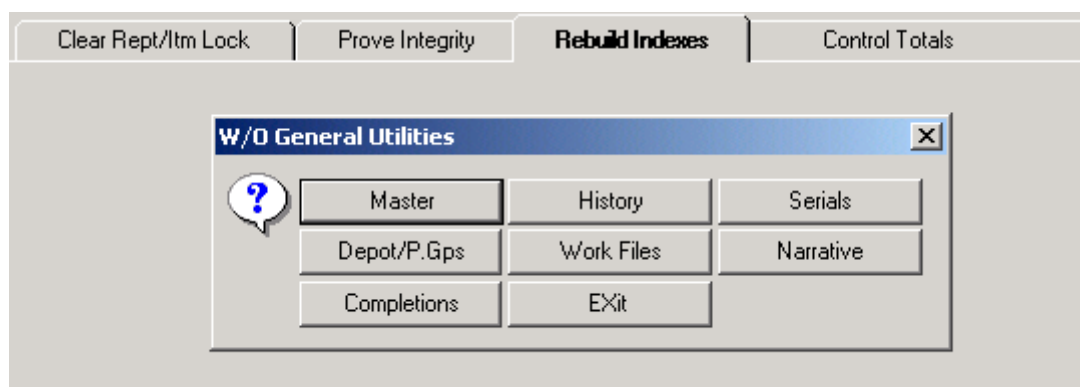 Clear Rept/Itm Lock Prove Integrity Rebuild Indexes Control Totals
W/O General Utilities
? Master History Serials
Depot/P.Gps Work Files Narrative
Completions EXit